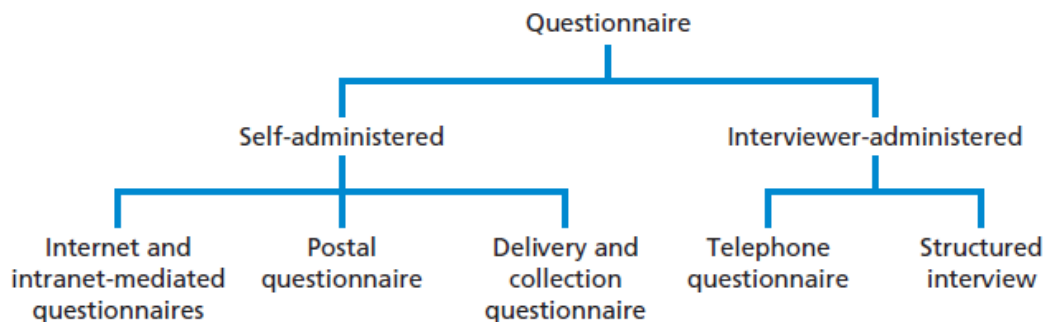 Questionnaire
Self-administered
Interviewer-administered
Internet and
intranet-mediated
questionnaires
Postal
questionnaire
Delivery and
collection
questionnaire
Telephone
questionnaire
Structured
interview